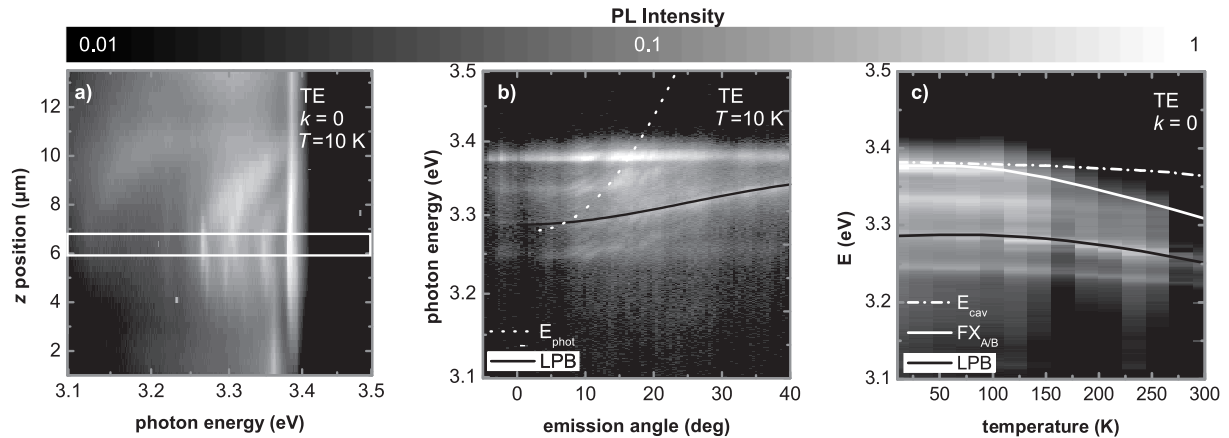 PL Intensity
0.01 0.1 1
a)
TE
k = 0
T=10 K
12
10
8
6
4
2
z position (µm)
3.1 3.2 3.3 3.4 3.5
photon energy (eV)
b)
TE
T=10 K
3.5
3.4
3.3
3.2
3.1
photon energy (eV)
E_phot
LPB
0 10 20 30 40
emission angle (deg)
c)
TE
k = 0
3.5
3.4
3.3
3.2
3.1
E (eV)
E_cav
FX_A/B
LPB
50 100 150 200 250 300
temperature (K)